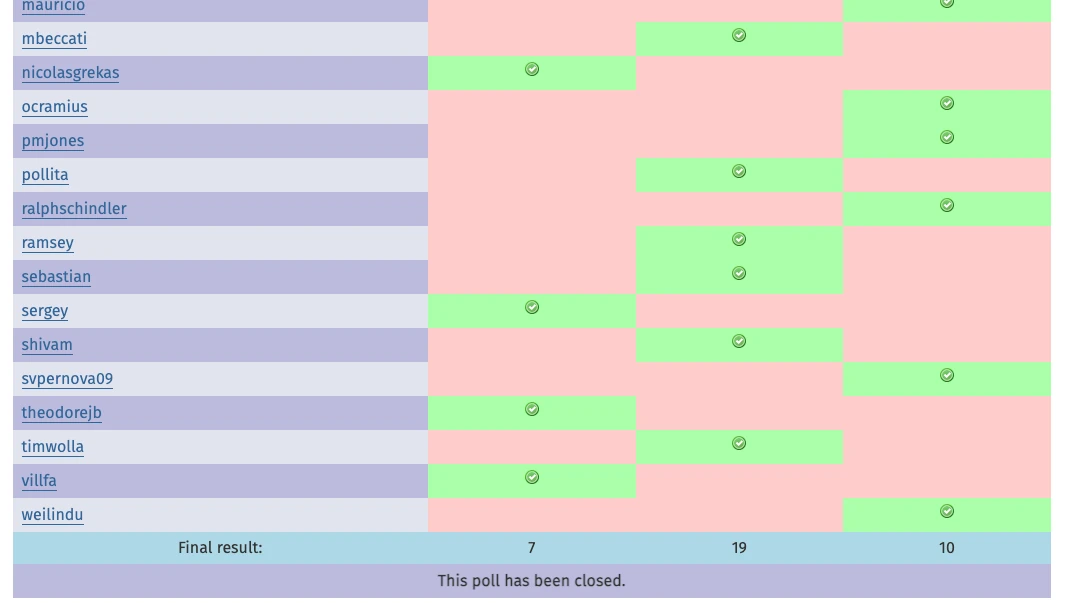 mauricio
mbeccati
nicolasgrekas
ocramius
pmjones
pollita
ralphschindler
ramsey
sebastian
sergey
shivam
svpernova09
theodorejb
timwolla
villfa
weilindu
Final result: 7 19 10
This poll has been closed.